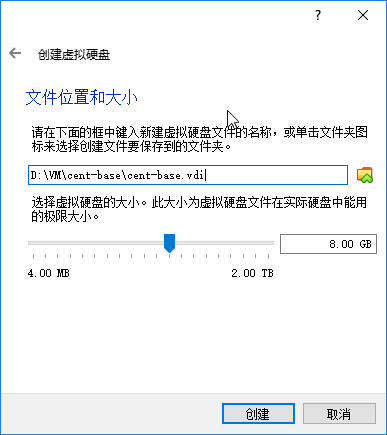 ?
创建虚拟硬盘
文件位置和大小
请在下面的框中键入新建虚拟硬盘文件的名称，或单击文件夹图
标来选择创建文件要保存到的文件夹。
D:\VM\cent-base\cent-base.vdi
选择虚拟硬盘的大小。此大小为虚拟硬盘文件在实际硬盘中能用
的极限大小。
8.00 GB
4.00 MB 2.00 TB
创建 取消